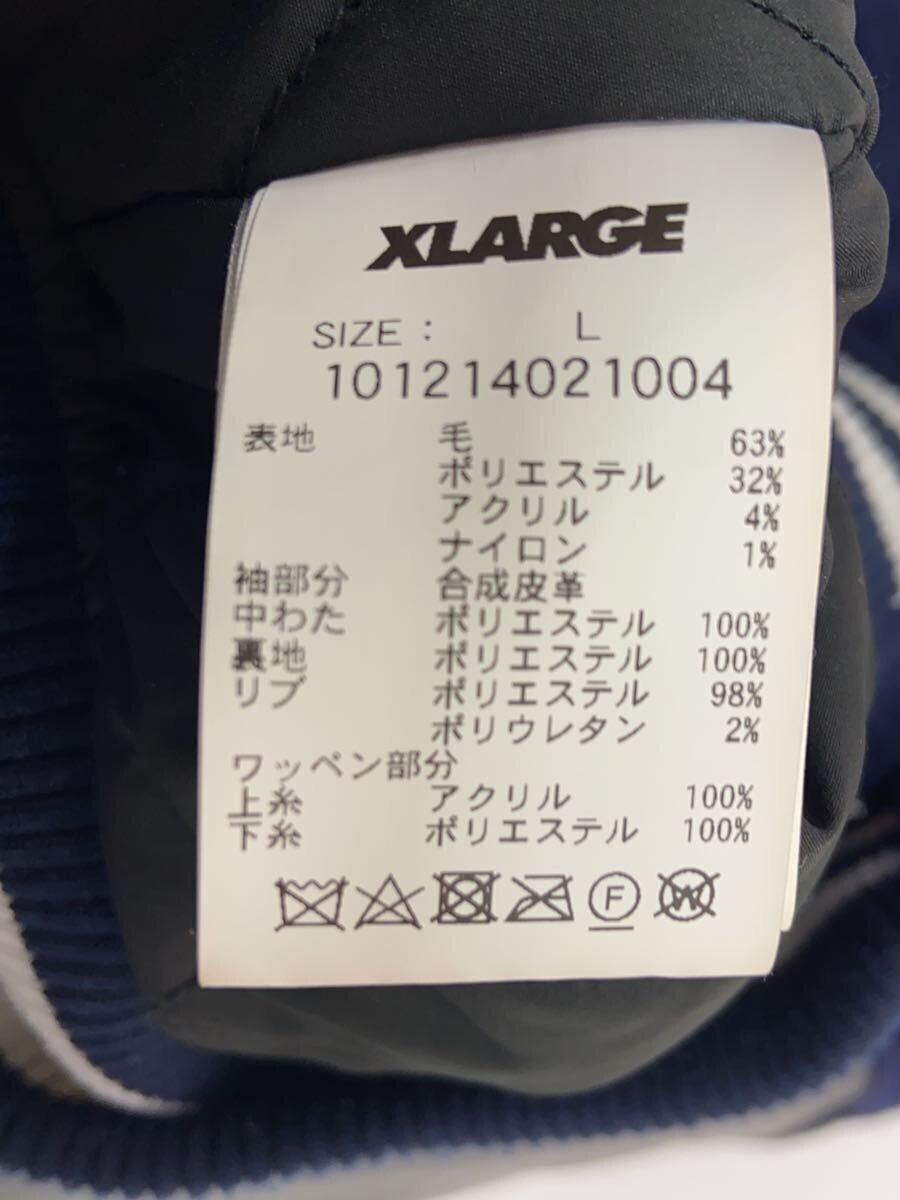 XLARGE
SIZE : L
101214021004
表地 毛 63%
ポリエステル 32%
アクリル 4%
ナイロン 1%
袖部分 合成皮革
中わた ポリエステル 100%
裏地 ポリエステル 100%
リブ ポリエステル 98%
ポリウレタン 2%
ワッペン部分
上糸 アクリル 100%
下糸 ポリエステル 100%
F W